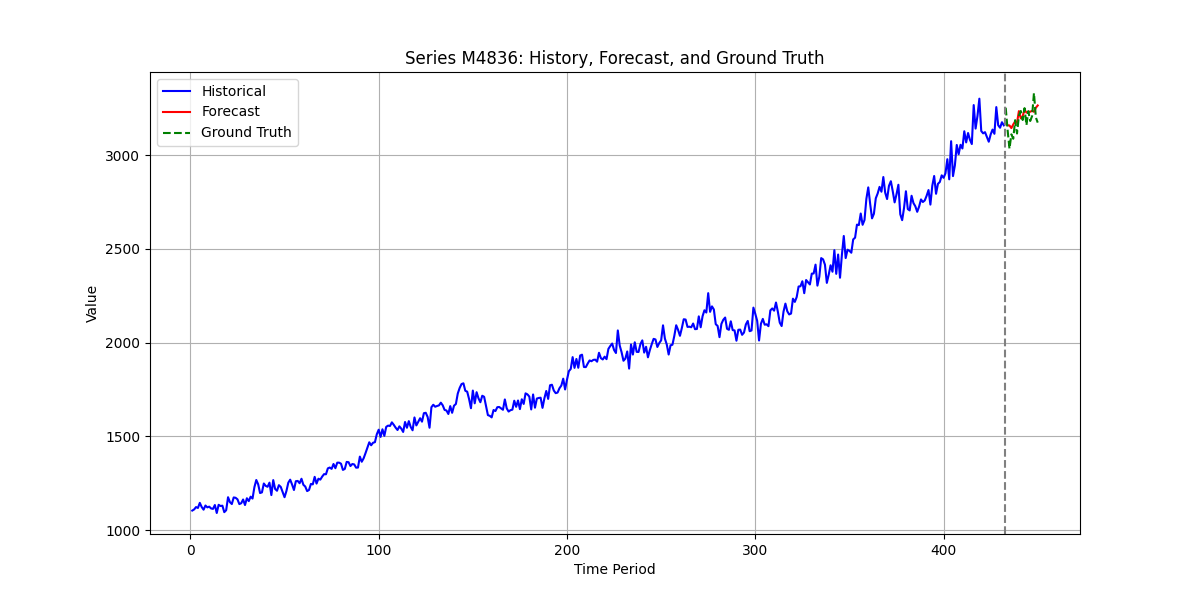 Series M4836: History, Forecast, and Ground Truth
Historical
Forecast
Ground Truth
Value
3000
2500
2000
1500
1000
0 100 200 300 400
Time Period